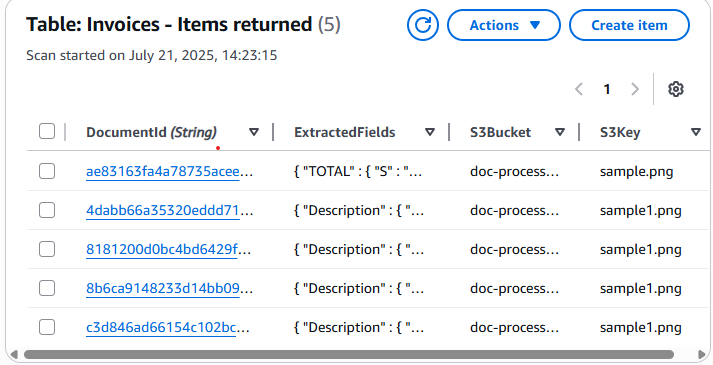 Table: Invoices - Items returned (5)
Actions
Create item
Scan started on July 21, 2025, 14:23:15
1
DocumentId (String) ExtractedFields S3Bucket S3Key
ae83163fa4a78735acee... { "TOTAL" : { "S" : "... doc-process... sample.png
4dabb66a35320eddd71... { "Description" : { "... doc-process... sample1.png
8181200d0bc4bd6429f... { "Description" : { "... doc-process... sample1.png
8b6ca9148233d14bb09... { "Description" : { "... doc-process... sample1.png
c3d846ad66154c102bc... { "Description" : { "... doc-process... sample1.png